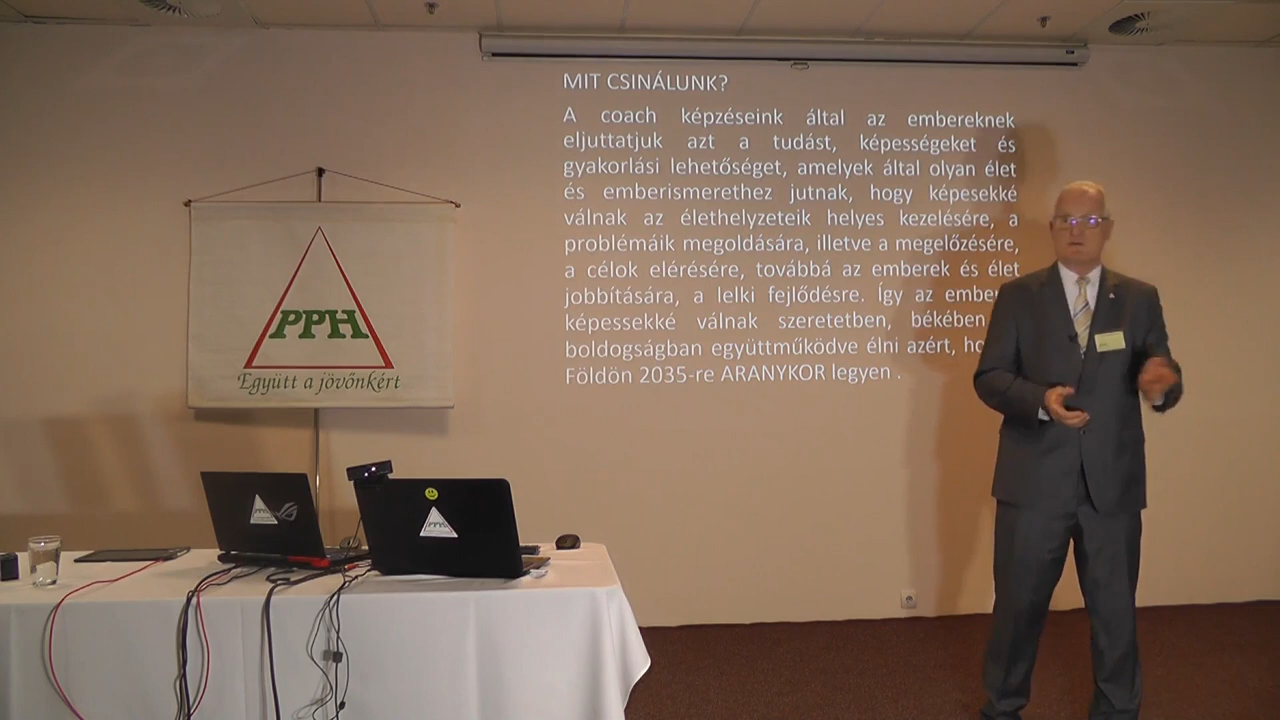 MIT CSINÁLUNK?
A coach képzéseink által az embereknek
eljuttatjuk azt a tudást, képességeket és
gyakorlási lehetőséget, amelyek által olyan élet
és emberismerethez jutnak, hogy képesekké
válnak az élethelyzeteik helyes kezelésére, a
problémáik megoldására, illetve a megelőzésére,
a célok elérésére, továbbá az emberek és élet
jobbítására, a lelki fejlődésre. Így az embe
képessekké válnak szeretetben, békében
boldogságban együttműködve élni azért, ho
Földön 2035-re ARANYKOR legyen .
PPH
Együtt a jövőnkért
PPH
PPH